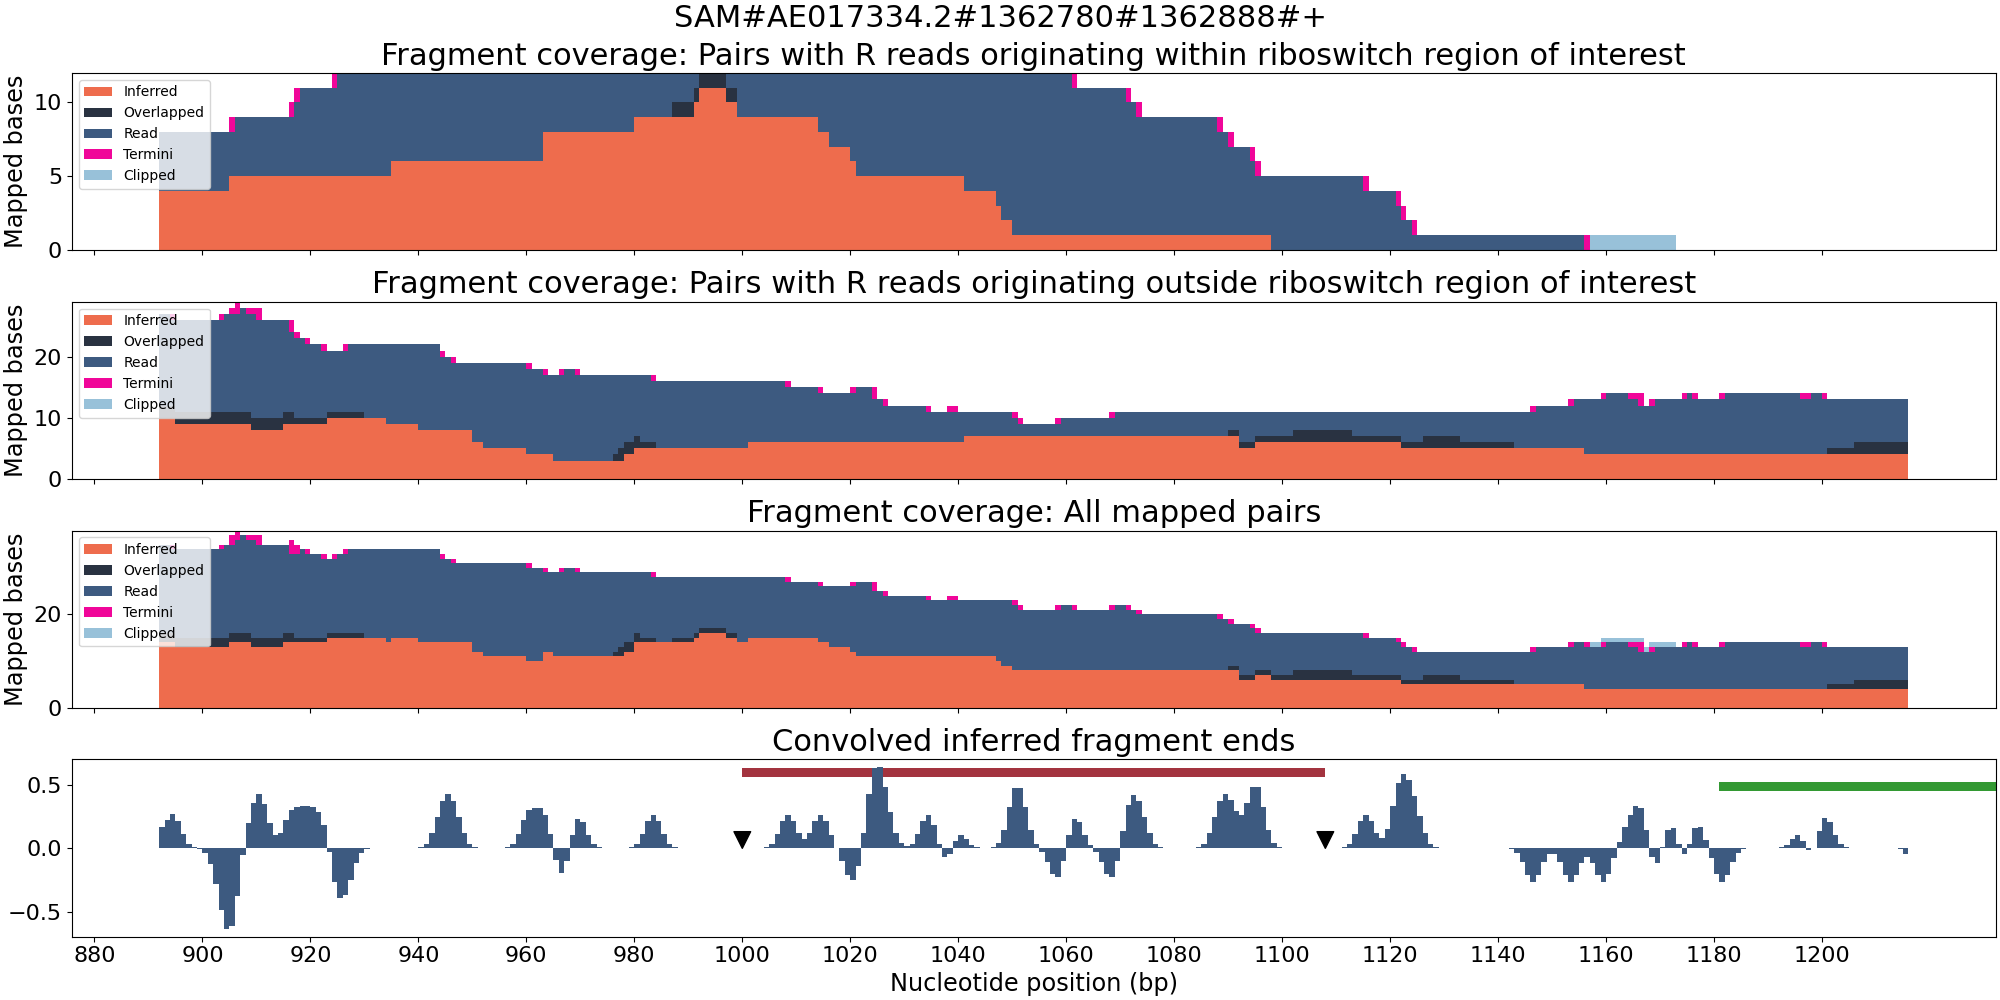 SAM#AE017334.2#1362780#1362888#+
Fragment coverage: Pairs with R reads originating within riboswitch region of interest
Mapped bases
10
5
0
Inferred
Overlapped
Read
Termini
Clipped
Fragment coverage: Pairs with R reads originating outside riboswitch region of interest
Mapped bases
20
10
0
Inferred
Overlapped
Read
Termini
Clipped
Fragment coverage: All mapped pairs
Mapped bases
20
0
Inferred
Overlapped
Read
Termini
Clipped
Convolved inferred fragment ends
0.5
0.0
−0.5
880 900 920 940 960 980 1000 1020 1040 1060 1080 1100 1120 1140 1160 1180 1200
Nucleotide position (bp)